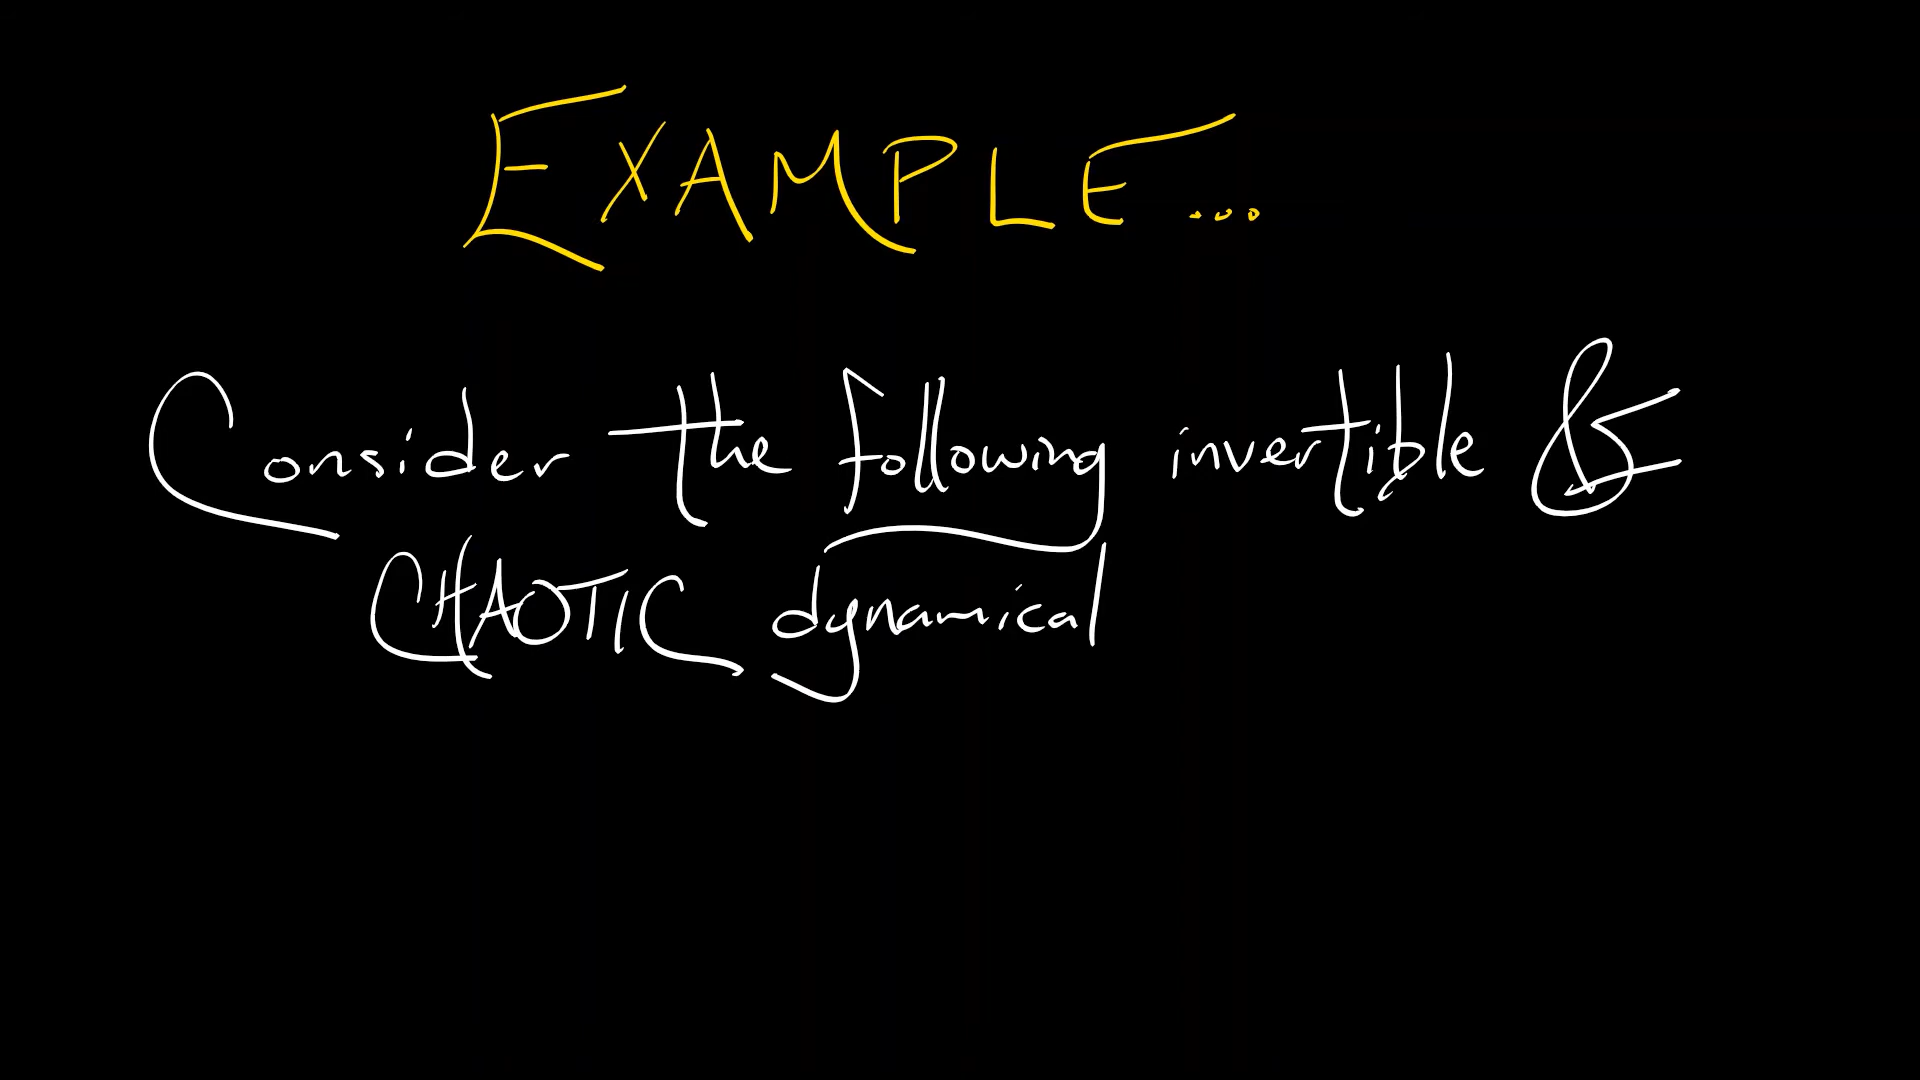 EXAMPLE...
Consider the following invertible &
CHAOTIC dynamical